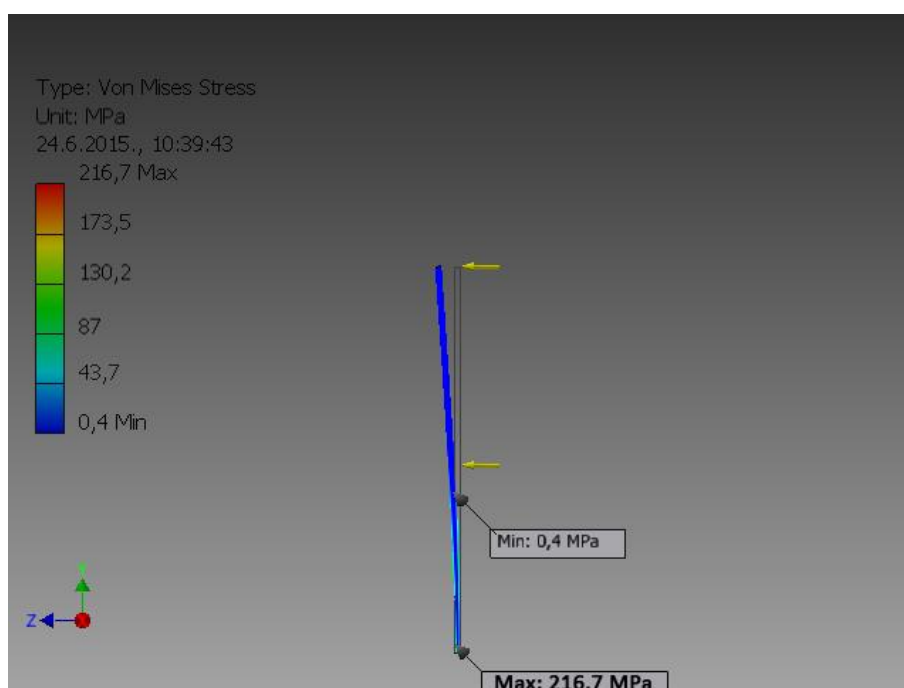 Type: Von Mises Stress
Unit: MPa
24.6.2015., 10:39:43
216,7 Max
173,5
130,2
87
43,7
0,4 Min
Min: 0,4 MPa
Y
Z
Max: 216,7 MPa